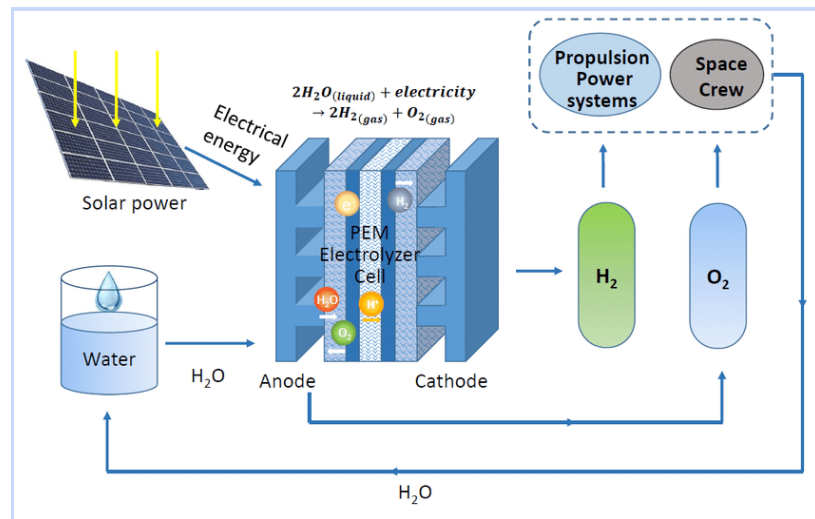 Propulsion
Power
systems
Space
Crew
2H₂O(liquid) + electricity
→ 2H₂(gas) + O₂(gas)
Electrical
energy
Solar power
e⁻
H₂
PEM
Electrolyzer
Cell
H₂O
H⁺
O₂
H₂
O₂
Water
H₂O
Anode
Cathode
H₂O